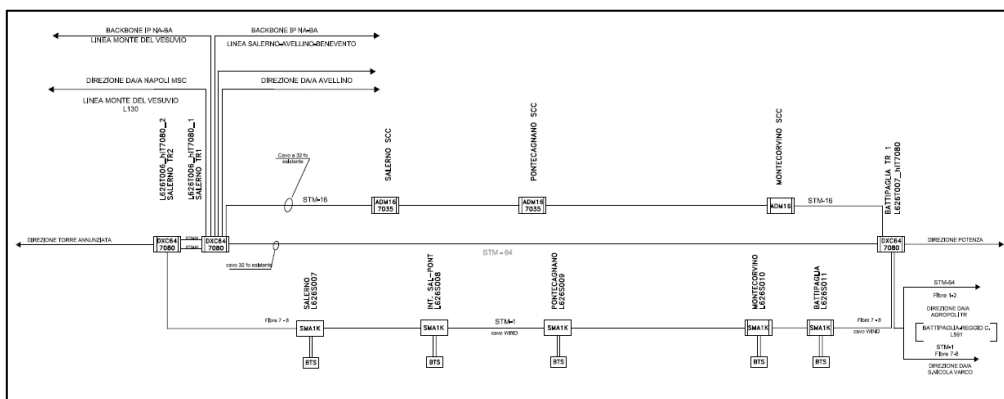 BACKBONE IP NA-BA
LINEA MONTE DEL VESUVIO
BACKBONE IP NA-BA
LINEA SALERNO-AVELLINO-BENEVENTO
DIREZIONE DA/A NAPOLI MSC
DIREZIONE DA/A AVELLINO
LINEA MONTE DEL VESUVIO
L130
L626T006_hiT7080_2
SALERNO TR2
L626T006_hiT7080_1
SALERNO TR1
Cavo a 32 fo
esistente
SALERNO SCC
PONTECAGNANO SCC
MONTECORVINO SCC
BATTIPAGLIA TR 1
L626T007_hiT7080
STM-16
ADM16
7035
ADM16
7035
ADM16
STM-16
DIREZIONE TORRE ANNUNZIATA
DXC64
7080
DXC64
7080
cavo 32 fo esistente
STM - 64
DXC64
7080
DIREZIONE POTENZA
SALERNO
L626S007
INT. SAL-PONT
L626S008
PONTECAGNANO
L626S009
MONTECORVINO
L626S010
BATTIPAGLIA
L626S011
Fibre 7 - 8
SMA1K
SMA1K
STM-1
cavo WIND
SMA1K
SMA1K
SMA1K
Fibre 7 - 8
cavo WIND
BTS
BTS
BTS
BTS
BTS
STM-64
Fibre 1-2
DIREZIONE DA/A
AGROPOLI TR
BATTIPAGLIA-REGGIO C.
L591
STM-1
Fibre 7-8
DIREZIONE DA/A
S.NICOLA VARCO